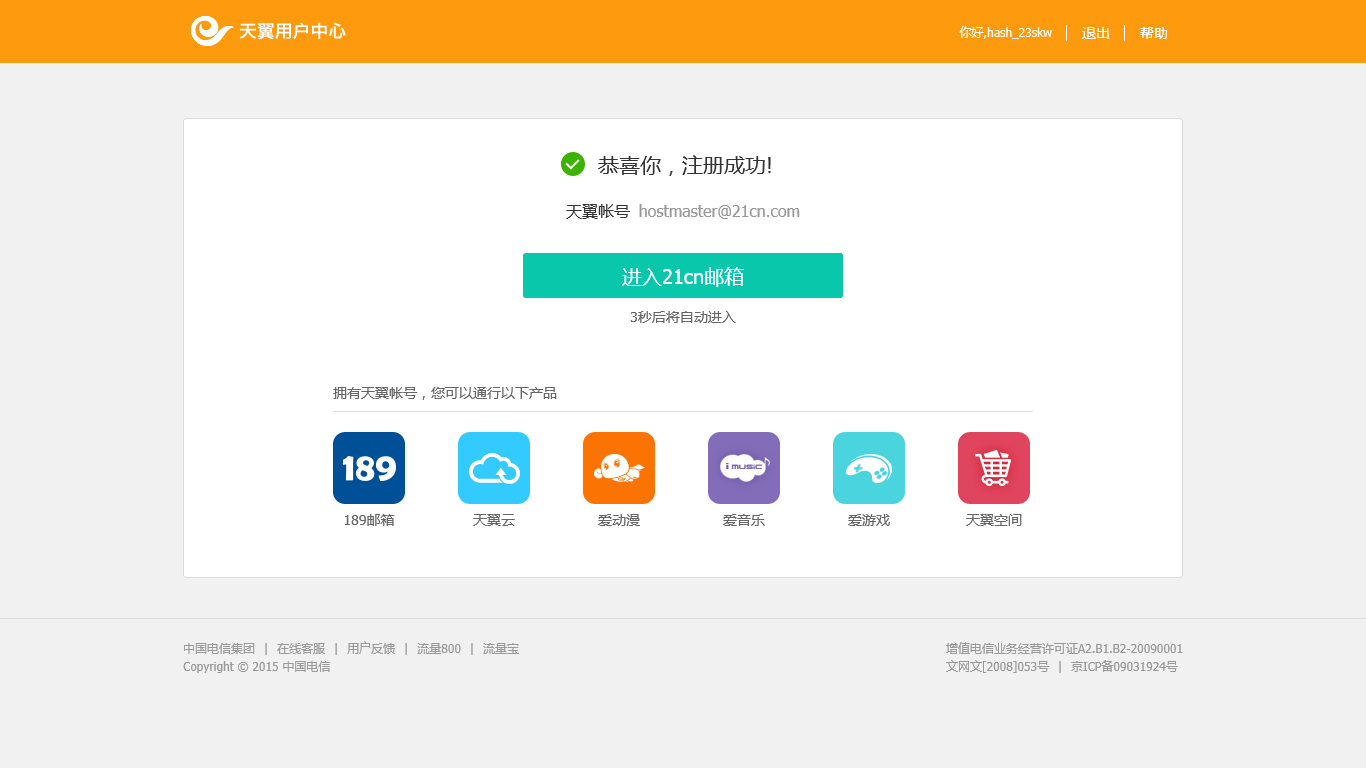 天翼用户中心
你好,hash_23skw | 退出 | 帮助
恭喜你，注册成功!
天翼帐号 hostmaster@21cn.com
进入21cn邮箱
3秒后将自动进入
拥有天翼帐号，您可以通行以下产品
189 i music
189邮箱 天翼云 爱动漫 爱音乐 爱游戏 天翼空间
中国电信集团 | 在线客服 | 用户反馈 | 流量800 | 流量宝
Copyright © 2015 中国电信
增值电信业务经营许可证A2.B1.B2-20090001
文网文[2008]053号 | 京ICP备09031924号